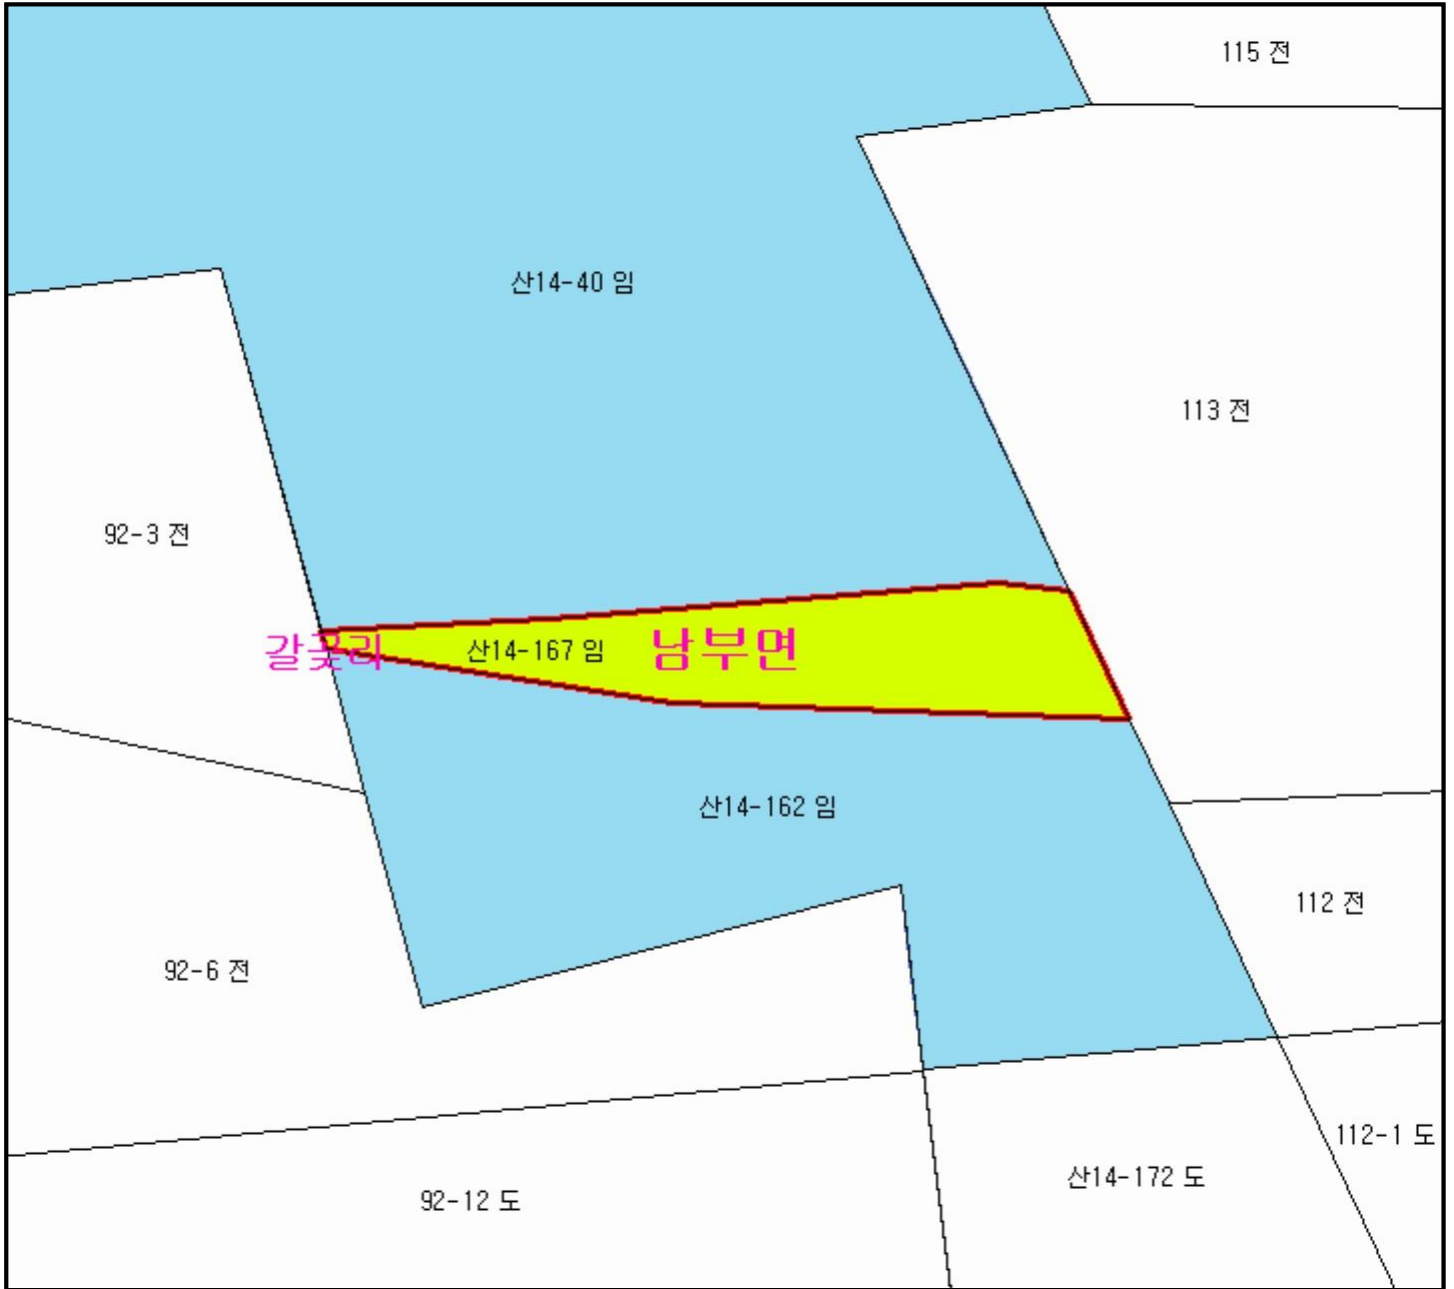 115 전
산14-40 임
113 전
92-3 전
갈곶리
산14-167 임
남부면
산14-162 임
112 전
92-6 전
112-1 도
산14-172 도
92-12 도